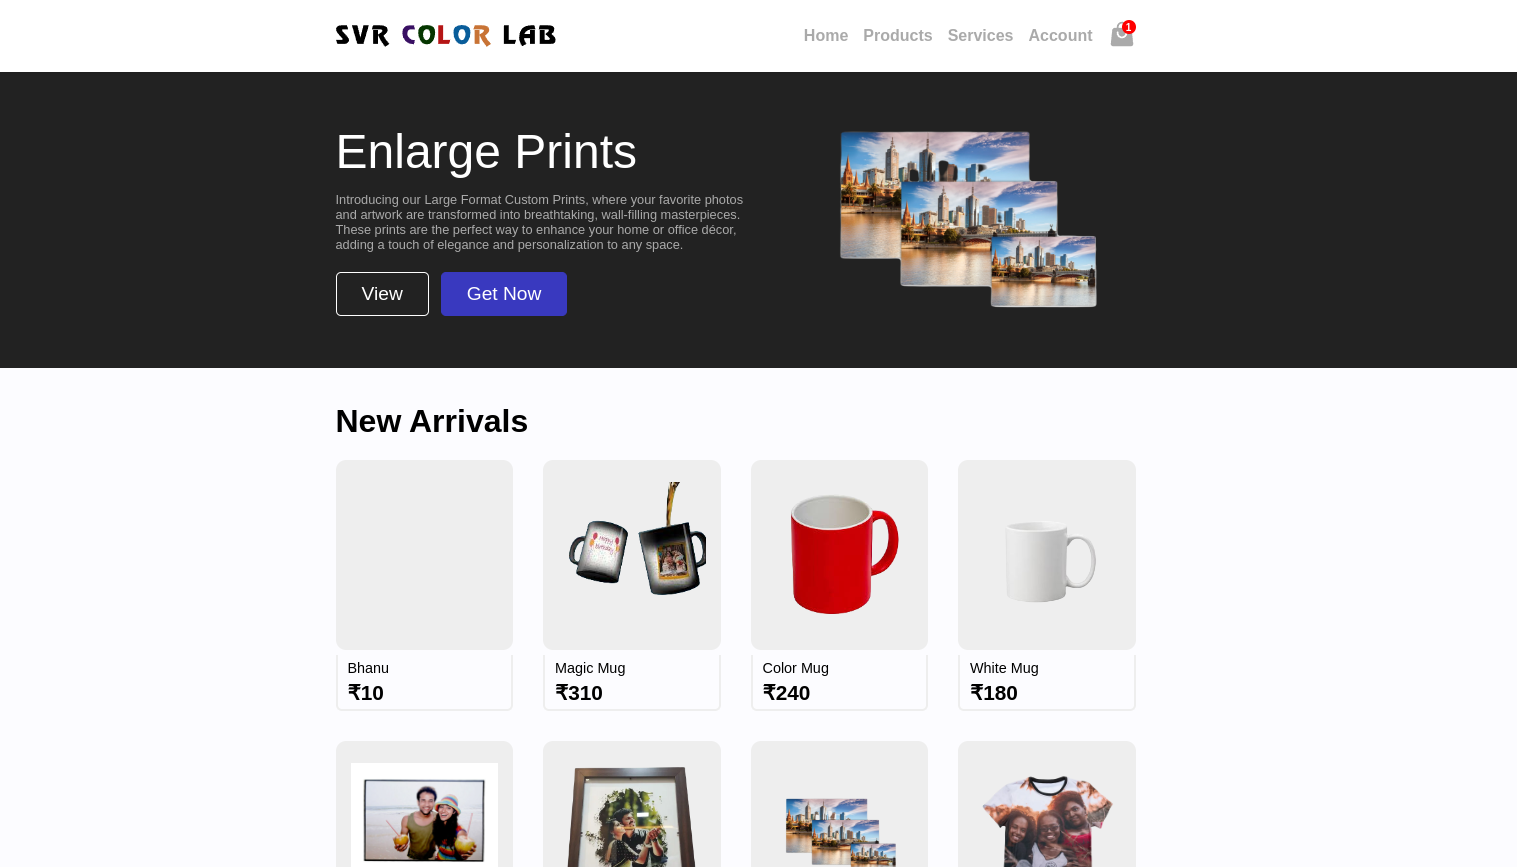 SVR COLOR LAB
Home Products Services Account 1
Enlarge Prints
Introducing our Large Format Custom Prints, where your favorite photos
and artwork are transformed into breathtaking, wall-filling masterpieces.
These prints are the perfect way to enhance your home or office décor,
adding a touch of elegance and personalization to any space.
View Get Now
New Arrivals
Happy
Birthday
Bhanu
₹10
Magic Mug
₹310
Color Mug
₹240
White Mug
₹180